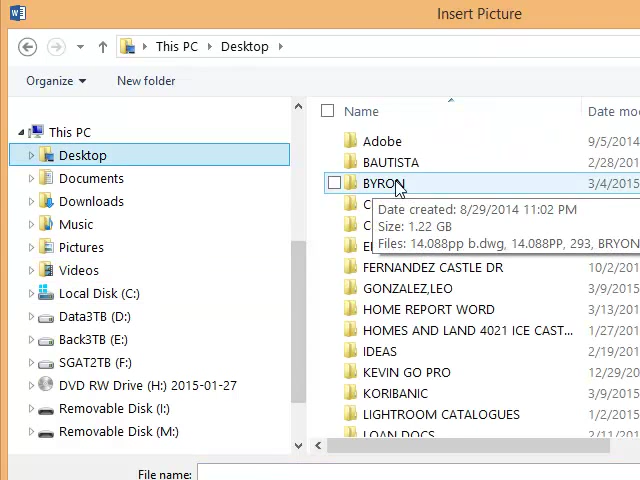 Insert Picture
This PC Desktop
Organize New folder
Name Date mo
This PC
Desktop
Documents
Downloads
Music
Pictures
Videos
Local Disk (C:)
Data3TB (D:)
Back3TB (E:)
SGAT2TB (F:)
DVD RW Drive (H:) 2015-01-27
Removable Disk (I:)
Removable Disk (M:)
Adobe 9/5/2014
BAUTISTA 2/28/201
BYRON 3/4/2015
Date created: 8/29/2014 11:02 PM
Size: 1.22 GB
Files: 14.088pp b.dwg, 14.088PP, 293, BRYON
FERNANDEZ CASTLE DR 10/2/201
GONZALEZ,LEO 3/9/2015
HOME REPORT WORD 3/13/201
HOMES AND LAND 4021 ICE CAST... 1/27/201
IDEAS 2/19/201
KEVIN GO PRO 12/29/20
KORIBANIC 3/9/2015
LIGHTROOM CATALOGUES 1/2/2015
LOAN DOCS 2/11/201
File name: